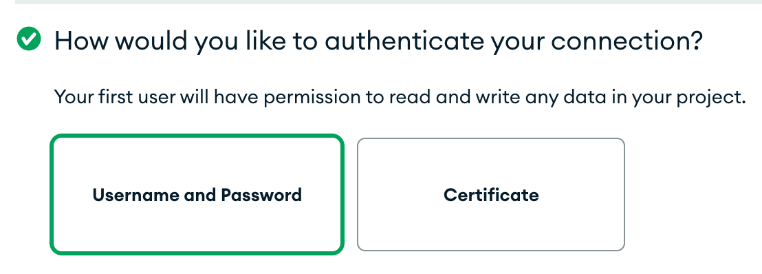 How would you like to authenticate your connection?
Your first user will have permission to read and write any data in your project.
Username and Password
Certificate